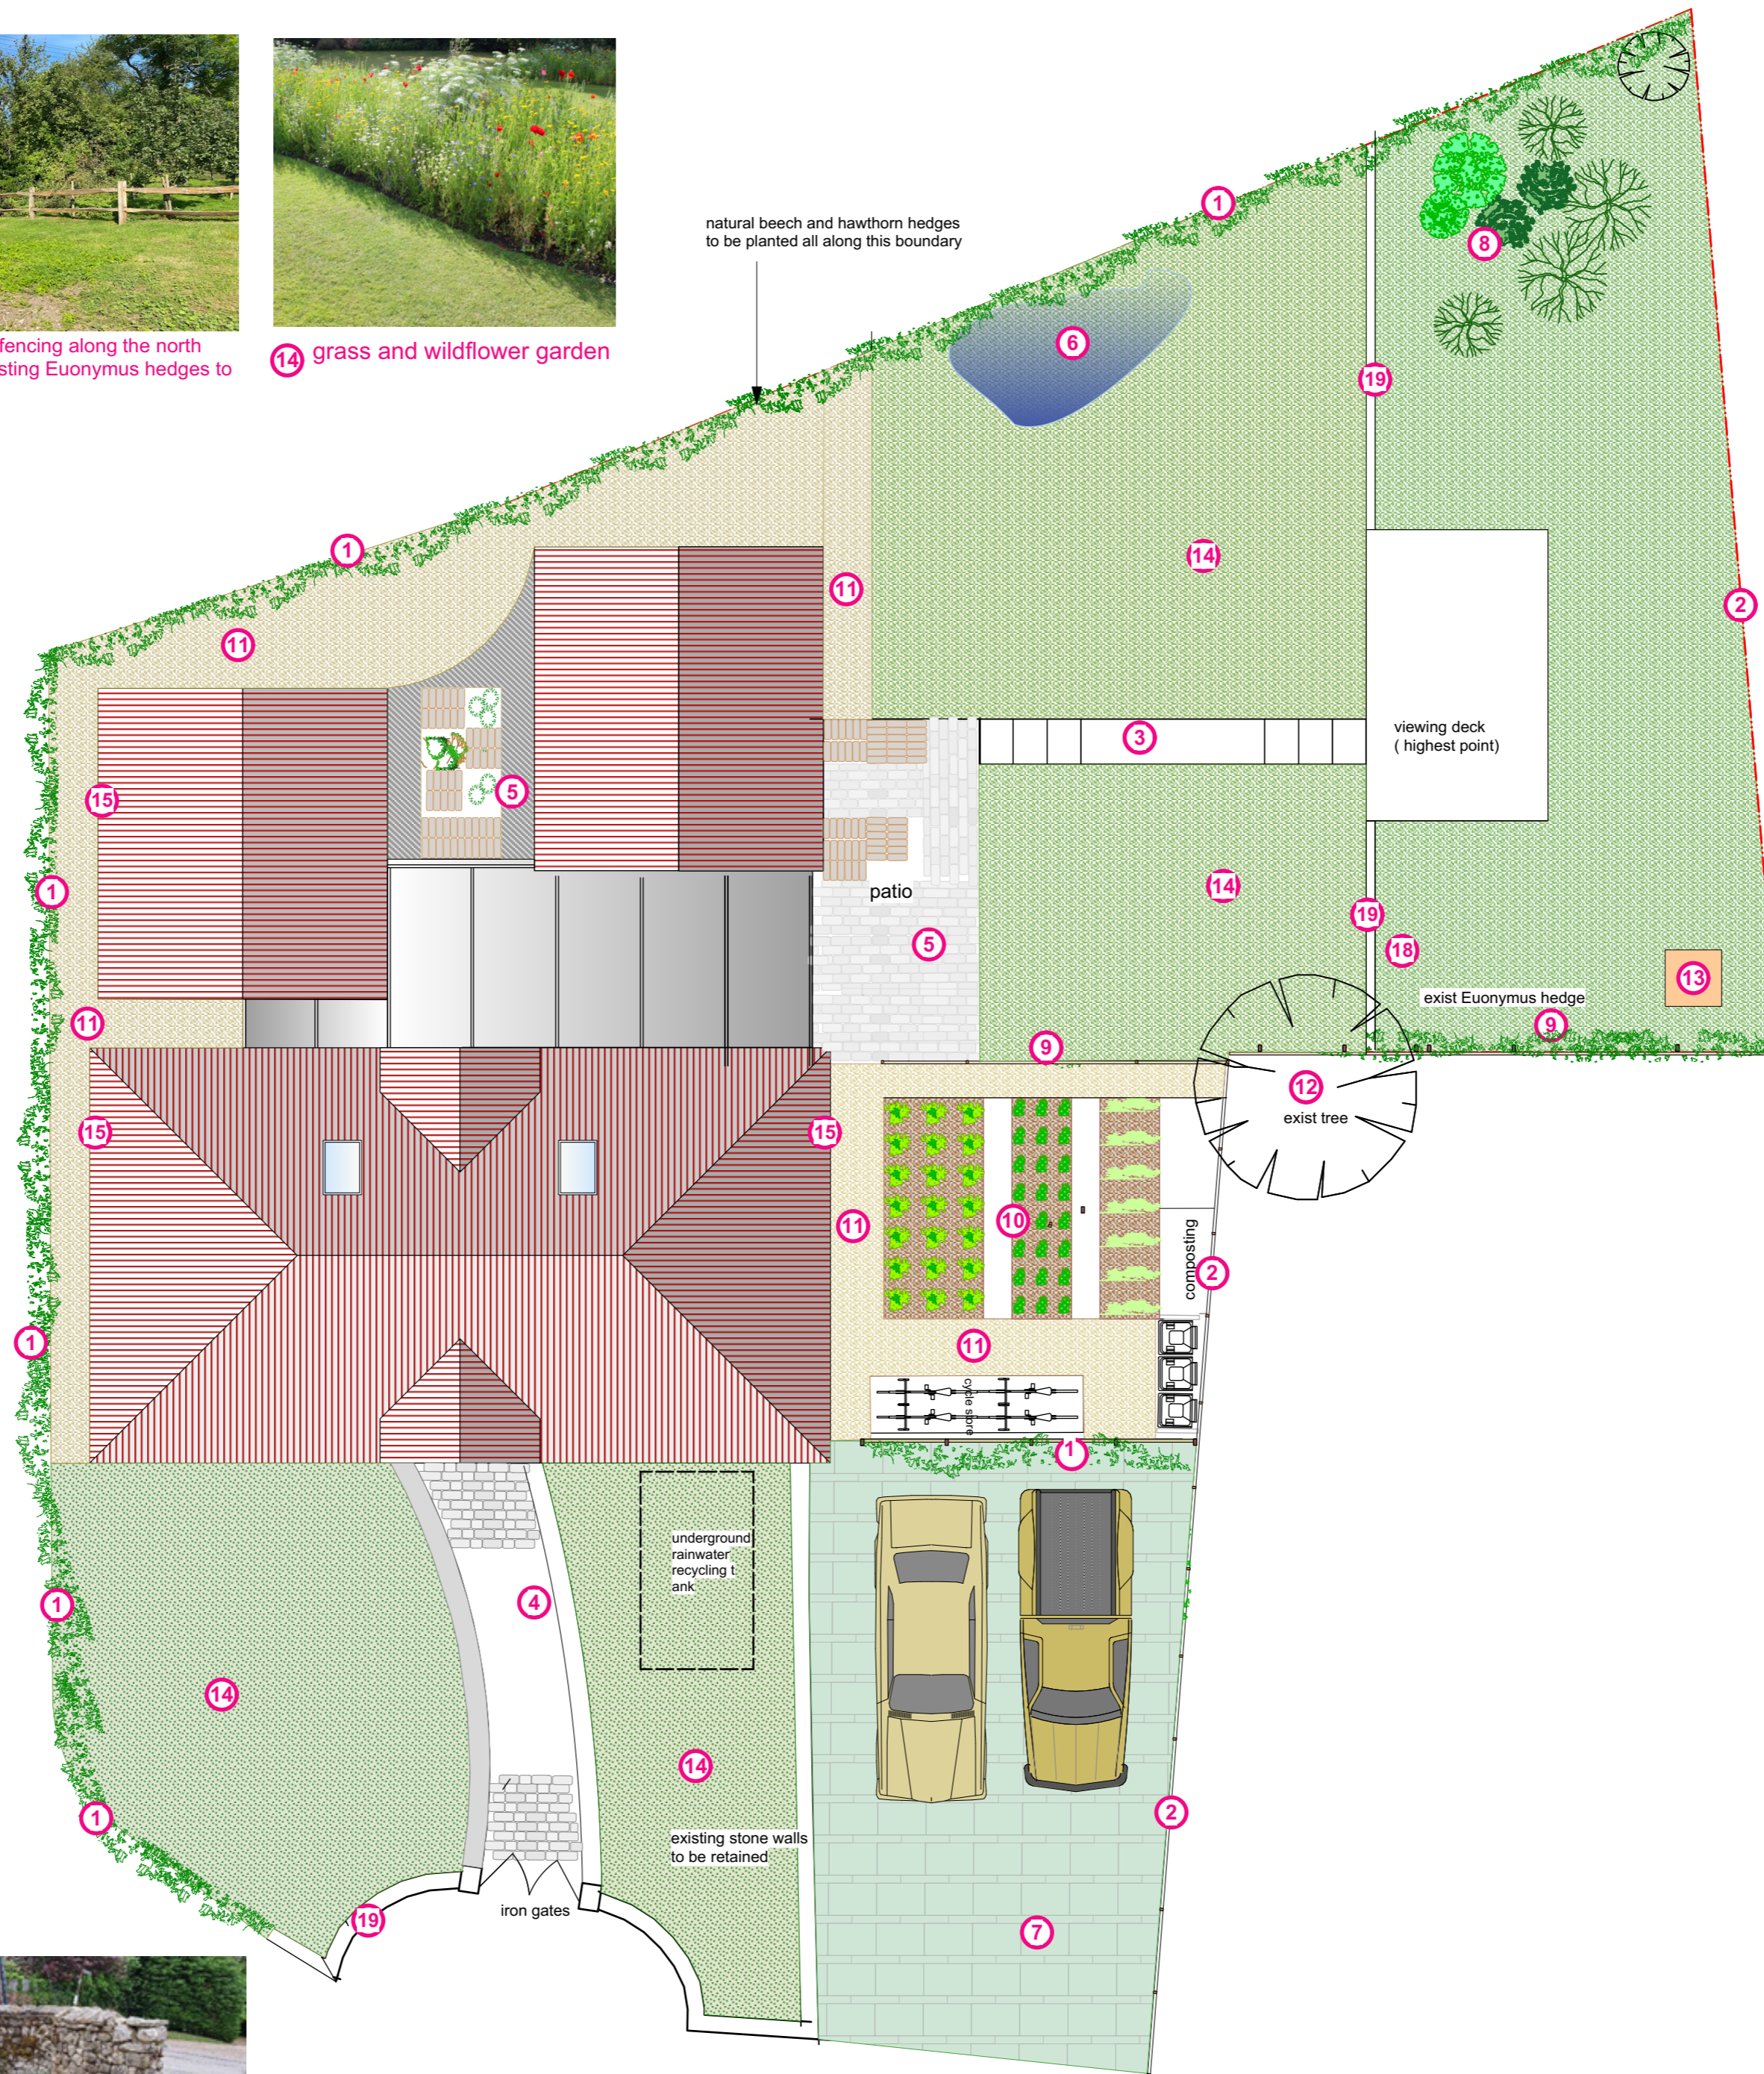 fencing along the north
sting Euonymus hedges to
14 grass and wildflower garden
natural beech and hawthorn hedges
to be planted all along this boundary
1
8
6
19
1
14
11
2
11
3
viewing deck
( highest point)
5
15
14
patio
1
19
5
18
13
exist Euonymus hedge
9
11
9
12
exist tree
15
15
10
11
composting
2
1
11
cycle store
1
underground
rainwater
recycling t
ank
4
1
14
14
2
1
existing stone walls
to be retained
19
iron gates
7